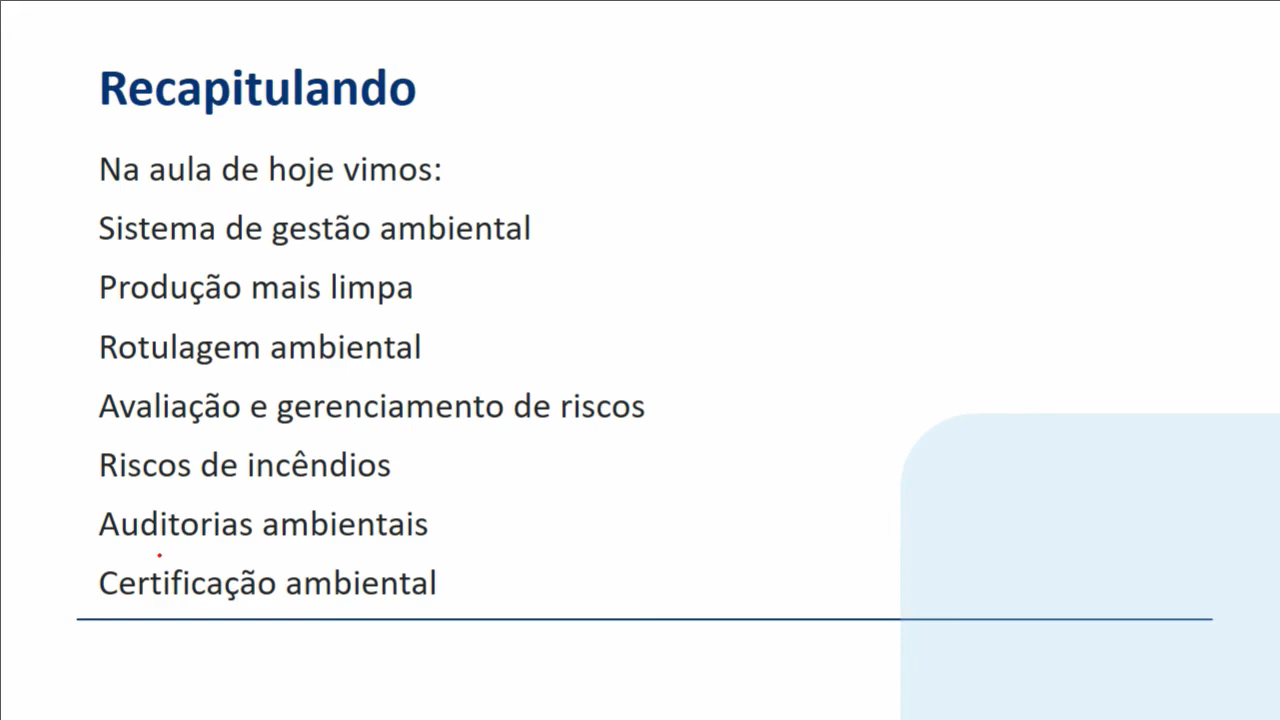 Recapitulando
Na aula de hoje vimos:
Sistema de gestão ambiental
Produção mais limpa
Rotulagem ambiental
Avaliação e gerenciamento de riscos
Riscos de incêndios
Auditorias ambientais
Certificação ambiental